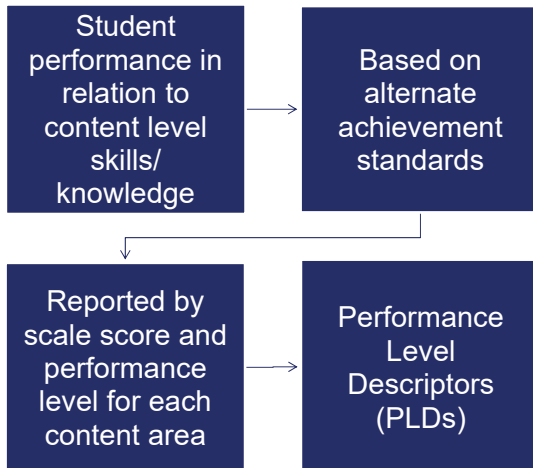 Student
performance in
relation to
content level
skills/
knowledge
Based on
alternate
achievement
standards
Reported by
scale score and
performance
level for each
content area
Performance
Level
Descriptors
(PLDs)